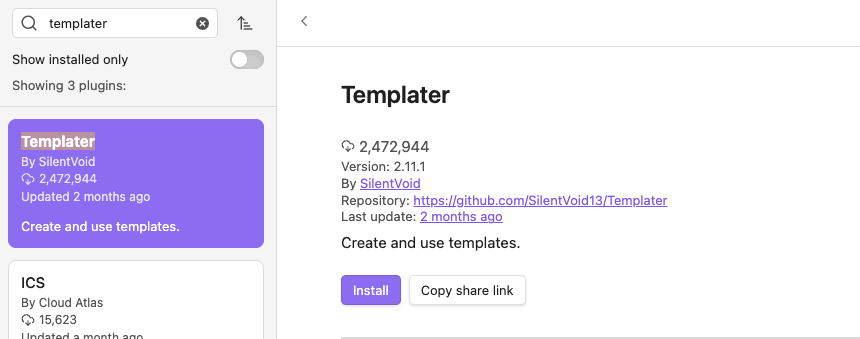 templater
Show installed only
Showing 3 plugins:
Templater
By SilentVoid
2,472,944
Updated 2 months ago
Create and use templates.
ICS
By Cloud Atlas
15,623
Updated a month ago
Templater
2,472,944
Version: 2.11.1
By SilentVoid
Repository: https://github.com/SilentVoid13/Templater
Last update: 2 months ago
Create and use templates.
Install
Copy share link